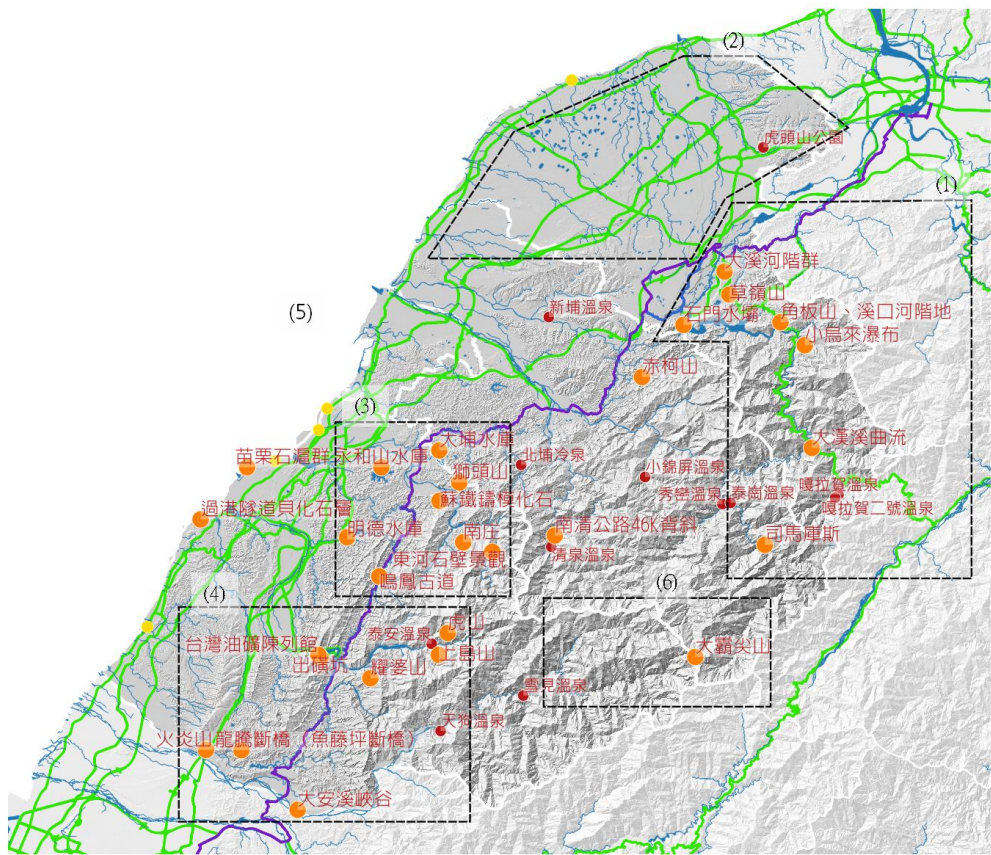 (2)
虎頭山公園
(1)
大溪河階群
草嶺山
(5)
新埔溫泉
石門水壩
角板山、溪口河階地
小烏來瀑布
赤柯山
(3)
大漢溪曲流
苗栗石滬群
永和山水庫
大埔水庫
北埔冷泉
獅頭山
小錦屏溫泉
嘎拉賀溫泉
秀巒溫泉
泰崗溫泉
蘇鐵鑄模化石
嘎拉賀二號溫泉
過港隧道貝化石層
明德水庫
南庄
南清公路46K背斜
東河石壁景觀
清泉溫泉
司馬庫斯
鳴鳳古道
(6)
(4)
虎山
泰安溫泉
台灣油礦陳列館
上島山
大霸尖山
出磺坑
耀婆山
雪見溫泉
天狗溫泉
火炎山
龍騰斷橋（魚藤坪斷橋）
大安溪峽谷